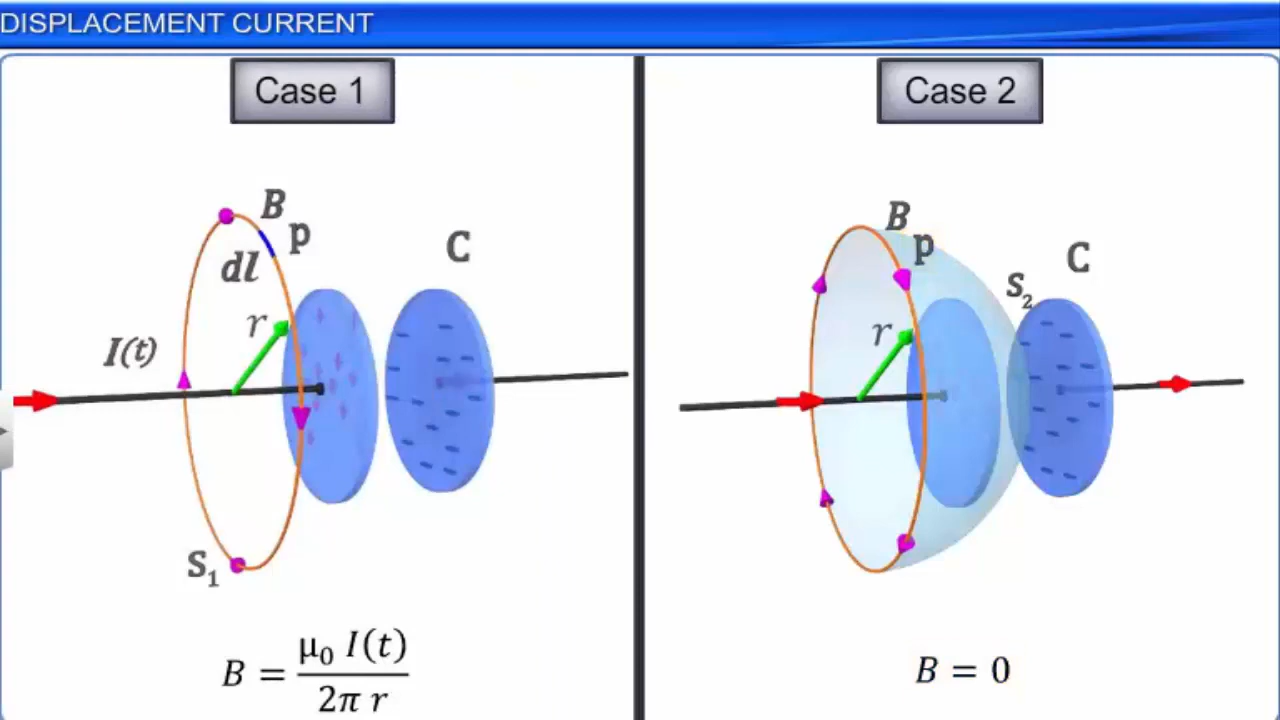 DISPLACEMENT CURRENT
Case 1
B
p
dl
C
r
I(t)
S₁
B = μ₀ I(t) / 2π r
Case 2
B
p
C
S₂
r
B = 0